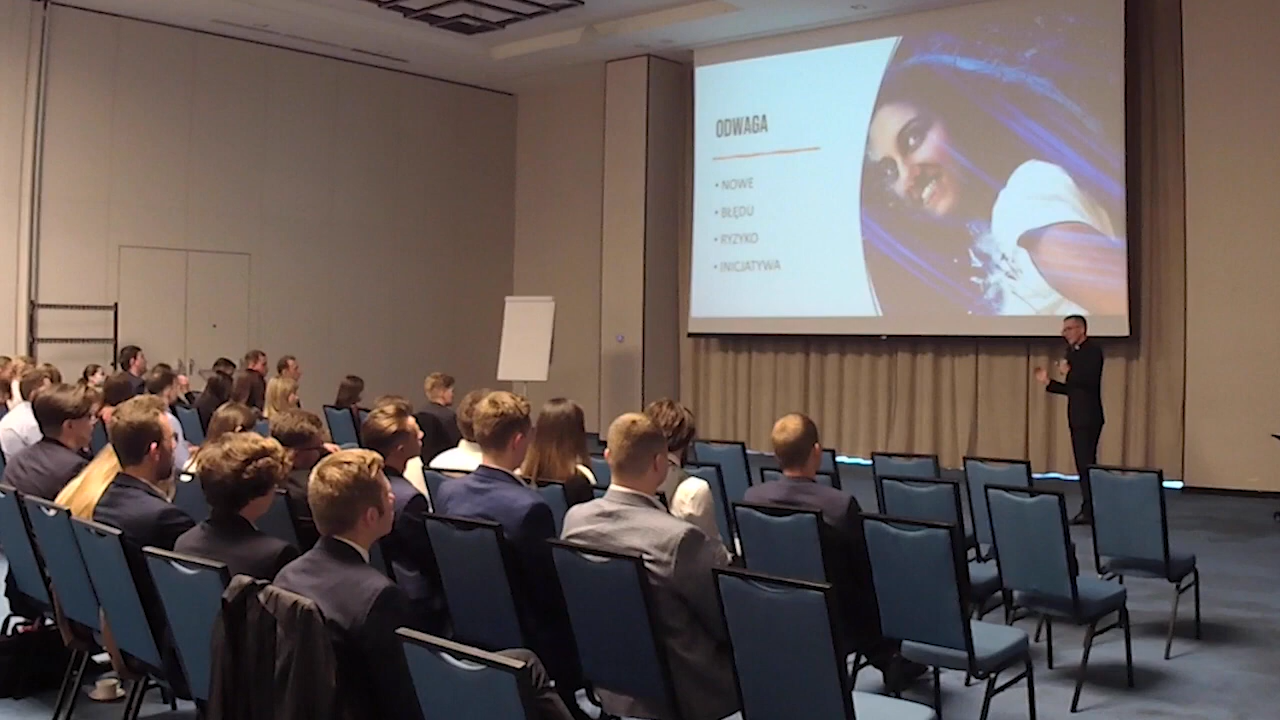 ODWAGA
• NOWE
• BŁĘDU
• RYZYKO
• INICJATYWA